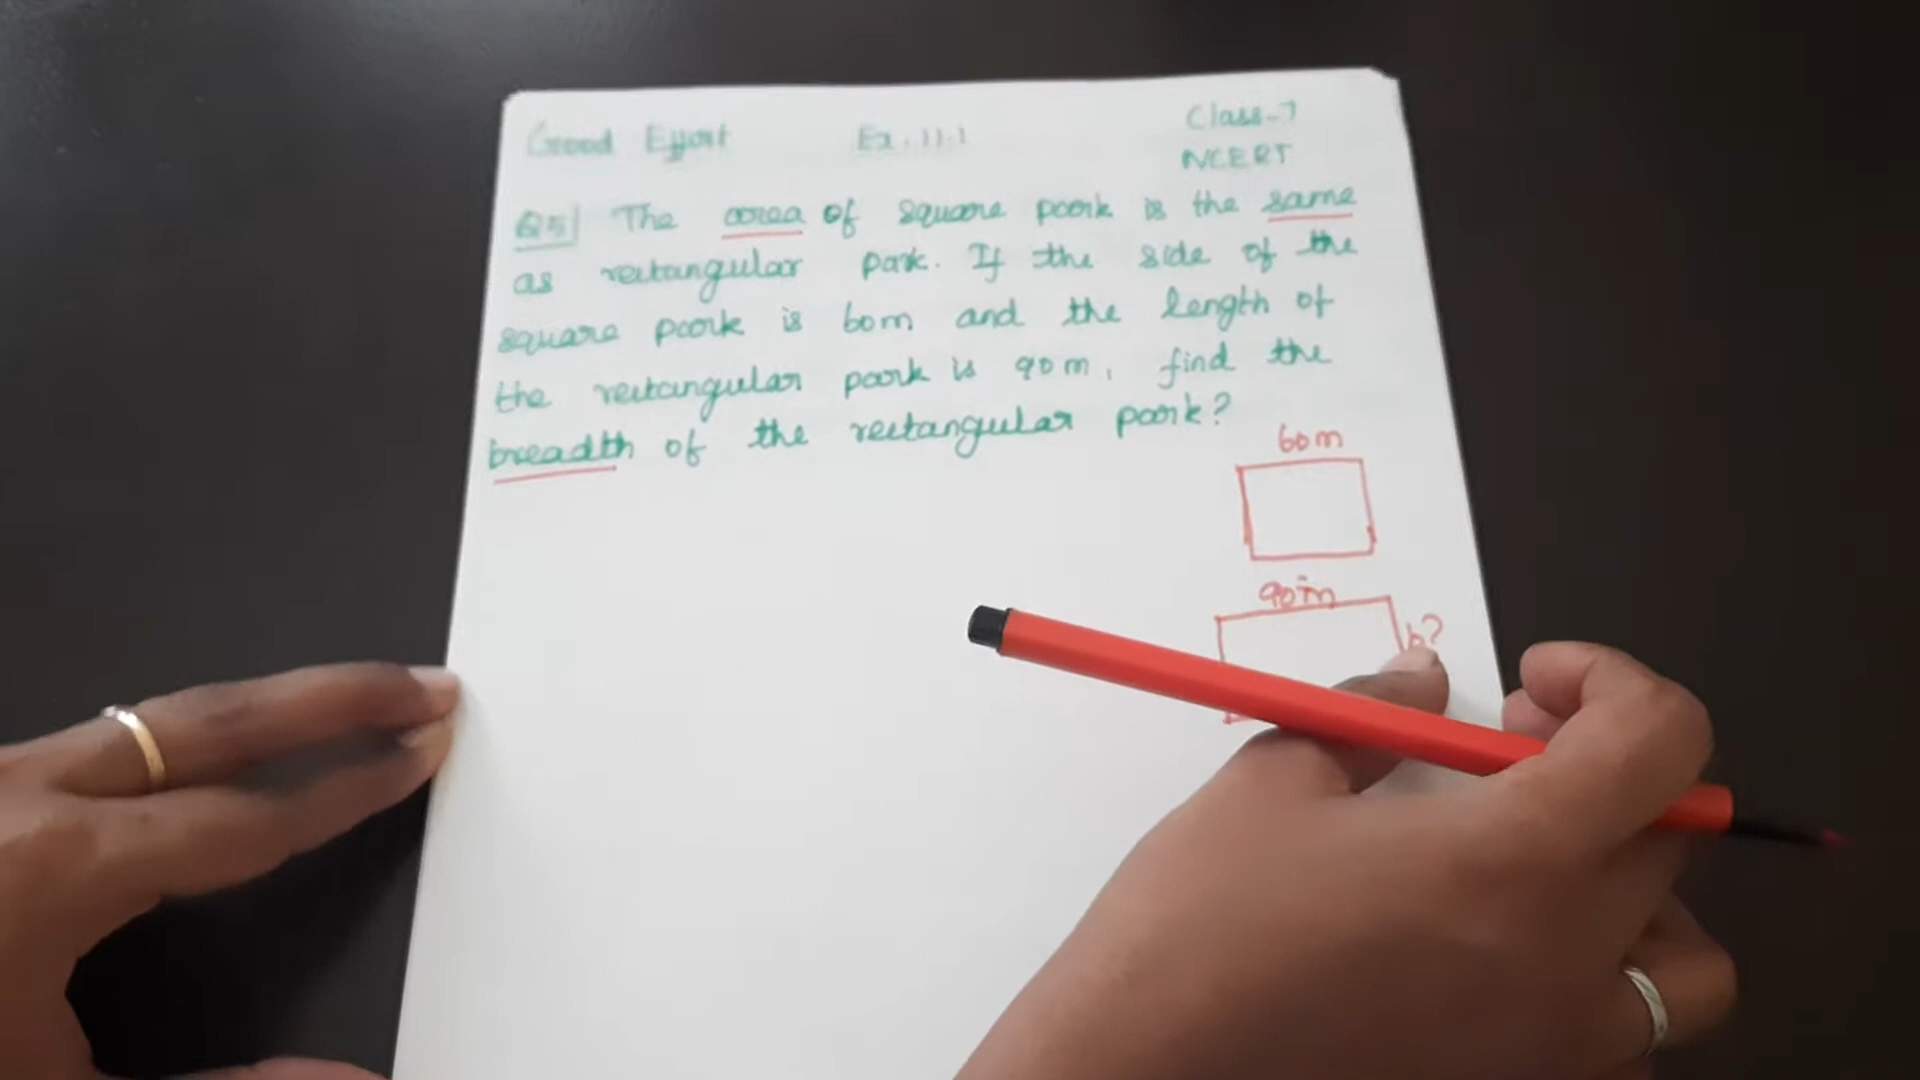 Good Effort Ex. 11.1 Class-7
NCERT
Q5 The area of square park is the same
as rectangular park. If the side of the
square park is 60m and the length of
the rectangular park is 90m, find the
breadth of the rectangular park?
60m
90m
b?